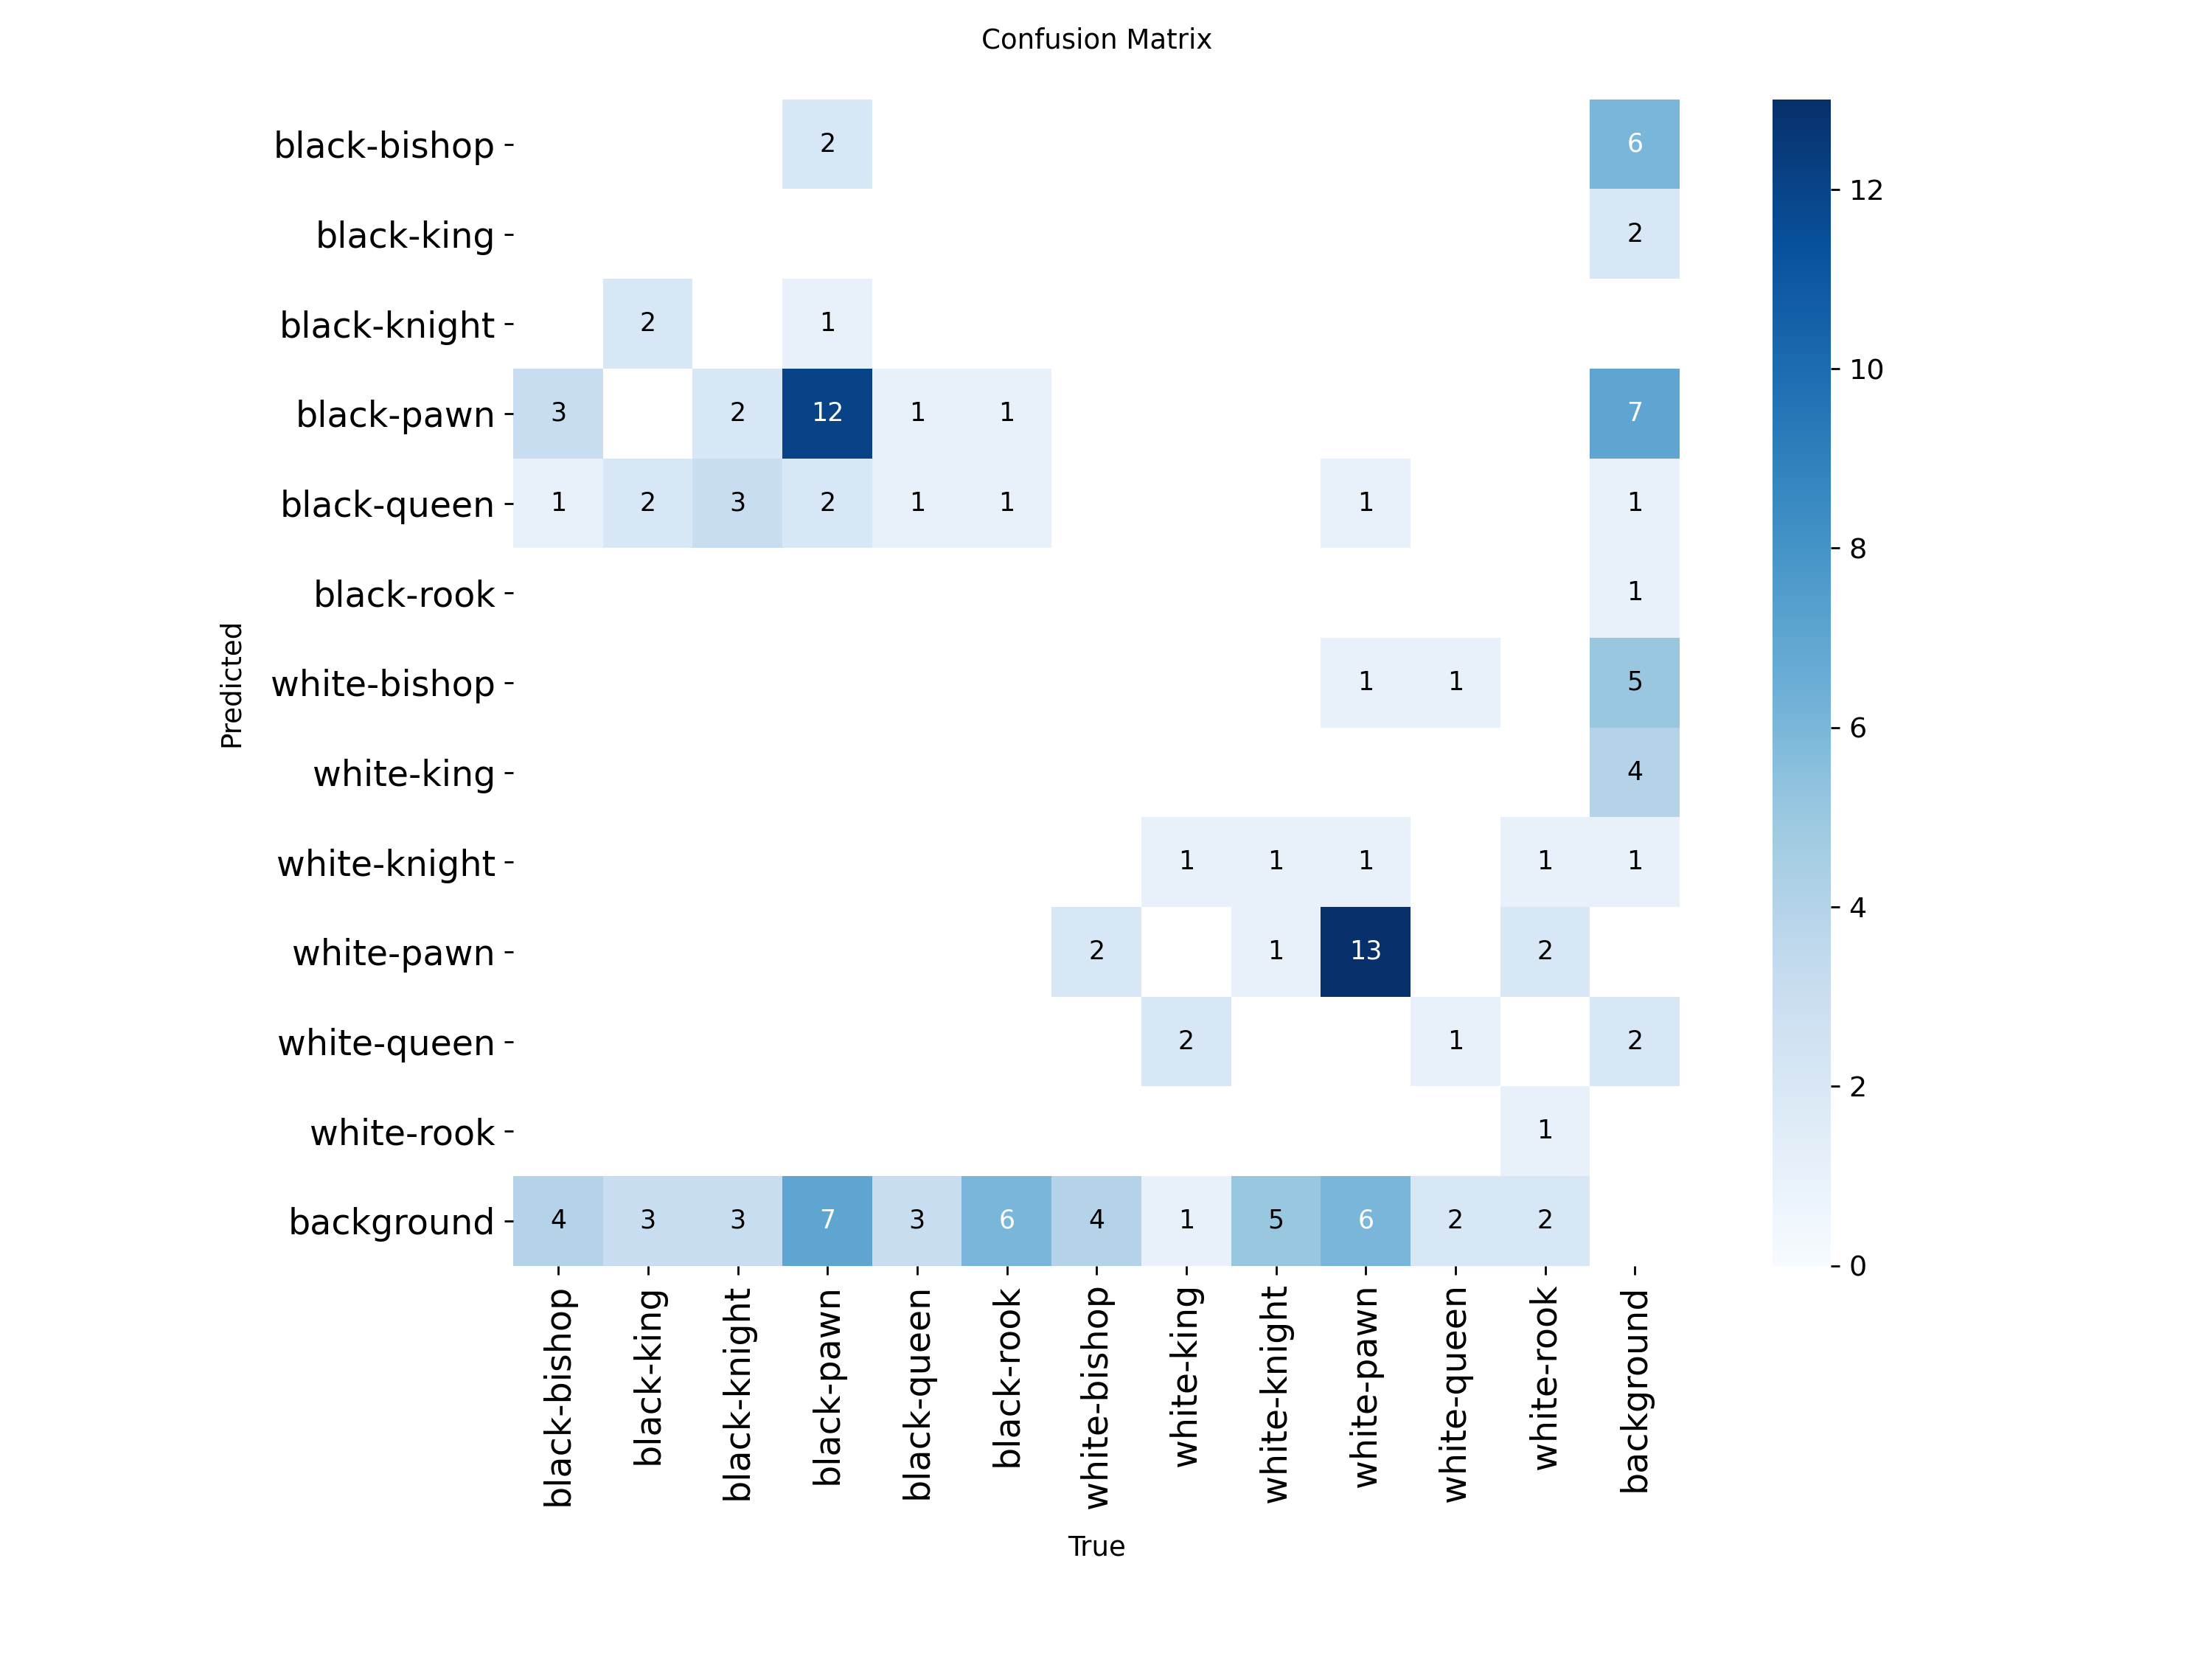 Confusion Matrix
black-bishop 2 6
black-king 2
black-knight 2 1
black-pawn 3 2 12 1 1 7
black-queen 1 2 3 2 1 1 1 1
black-rook 1
white-bishop 1 1 5
white-king 4
white-knight 1 1 1 1 1
white-pawn 2 1 13 2
white-queen 2 1 2
white-rook 1
background 4 3 3 7 3 6 4 1 5 6 2 2
Predicted
black-bishop
black-king
black-knight
black-pawn
black-queen
black-rook
white-bishop
white-king
white-knight
white-pawn
white-queen
white-rook
background
True
12
10
8
6
4
2
0